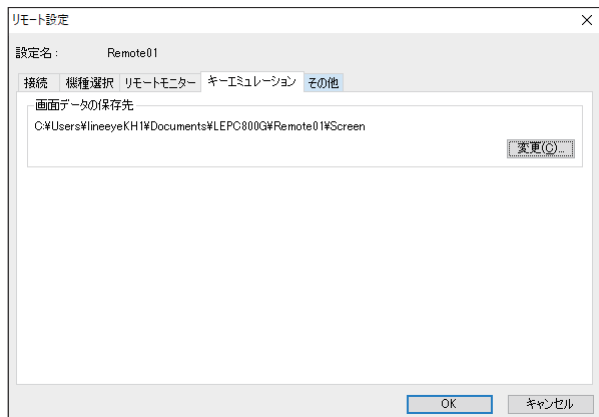 リモート設定
設定名： Remote01
接続 機種選択 リモートモニター キーエミュレーション その他
画面データの保存先
C:¥Users¥lineeyeKH1¥Documents¥LEPC800G¥Remote01¥Screen
変更(C)...
OK キャンセル